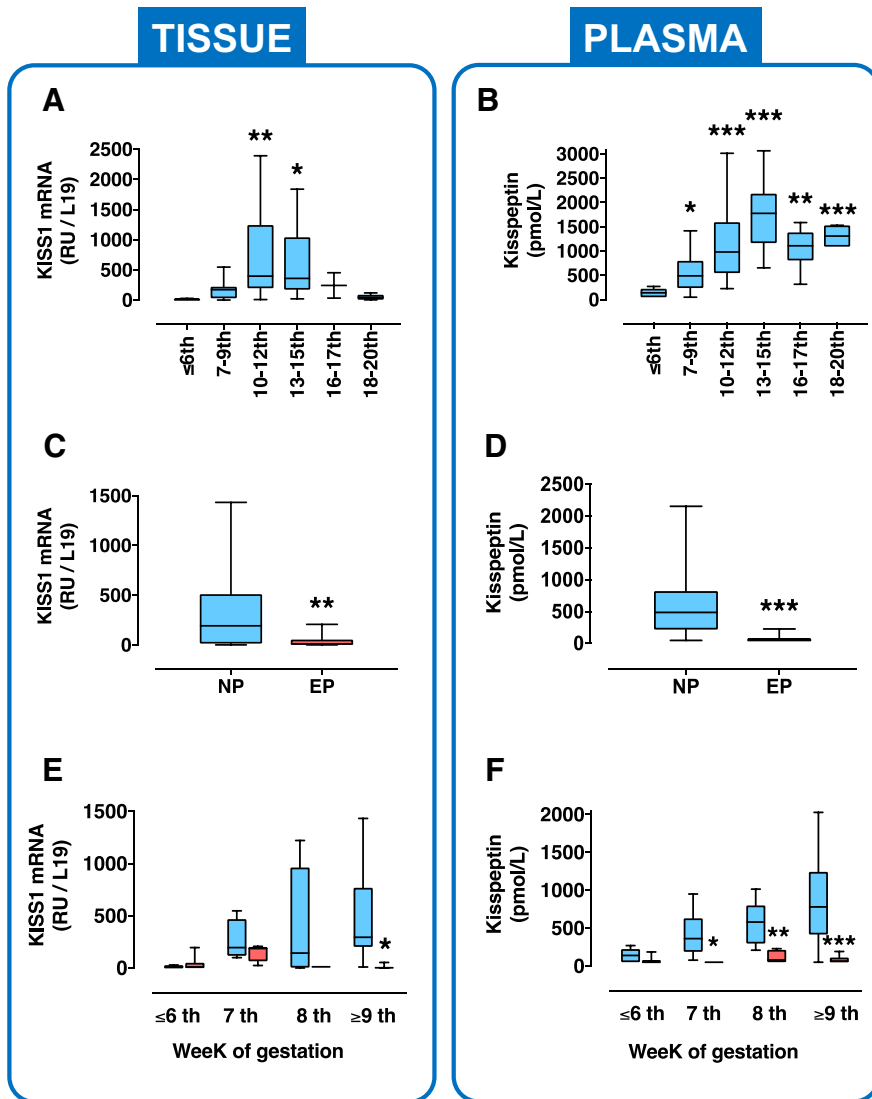 TISSUE
PLASMA
A
KISS1 mRNA
(RU / L19)
2500
2000
1500
1000
500
0
**
*
≤6th
7-9th
10-12th
13-15th
16-17th
18-20th
B
Kisspeptin
(pmol/L)
3000
2500
2000
1500
1000
500
0
*
***
***
**
***
≤6th
7-9th
10-12th
13-15th
16-17th
18-20th
C
KISS1 mRNA
(RU / L19)
1500
1000
500
0
**
NP
EP
D
Kisspeptin
(pmol/L)
2500
2000
1500
1000
500
0
***
NP
EP
E
KISS1 mRNA
(RU / L19)
1500
1000
500
0
*
≤6 th
7 th
8 th
≥9 th
WeeK of gestation
F
Kisspeptin
(pmol/L)
2000
1500
1000
500
0
*
**
***
≤6 th
7 th
8 th
≥9 th
WeeK of gestation